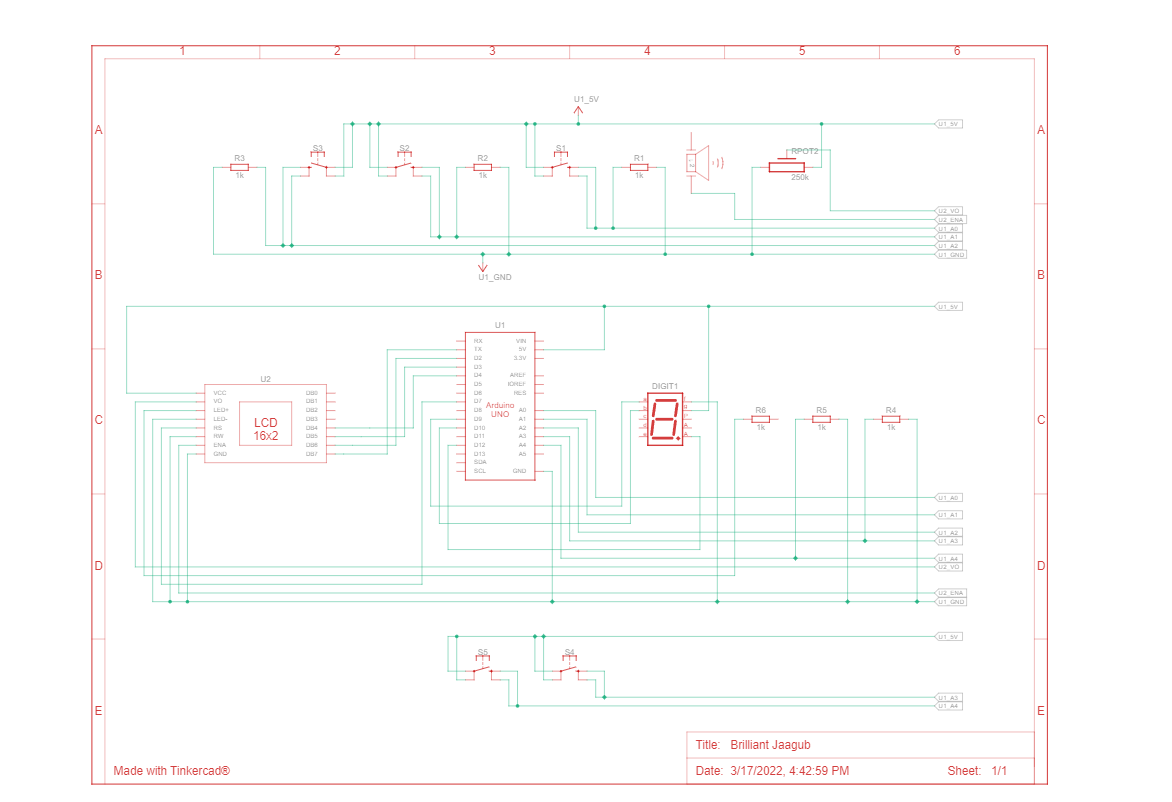 1 2 3 4 5 6
A A
U1_5V
U1_5V
R3
1k
S3
S2
R2
1k
S1
R1
1k
RPOT2
250k
U2_VO
U2_ENA
U1_A0
U1_A1
U1_A2
U1_GND
B B
U1_GND
U1_5V
U1
RX
TX
D2
D3
D4
D5
D6
D7
D8
D9
D10
D11
D12
D13
SDA
SCL
Arduino
UNO
VIN
5V
3.3V
AREF
IOREF
RES
A0
A1
A2
A3
A4
A5
GND
C C
U2
VCC
VO
LED+
LED-
RS
RW
ENA
GND
LCD
16x2
DB0
DB1
DB2
DB3
DB4
DB5
DB6
DB7
DIGIT1
R6
1k
R5
1k
R4
1k
U1_A0
U1_A1
U1_A2
U1_A3
U1_A4
U2_VO
D D
U2_ENA
U1_GND
U1_5V
S5
S4
U1_A3
U1_A4
E E
Title: Brilliant Jaagub
Made with Tinkercad®
Date: 3/17/2022, 4:42:59 PM Sheet: 1/1